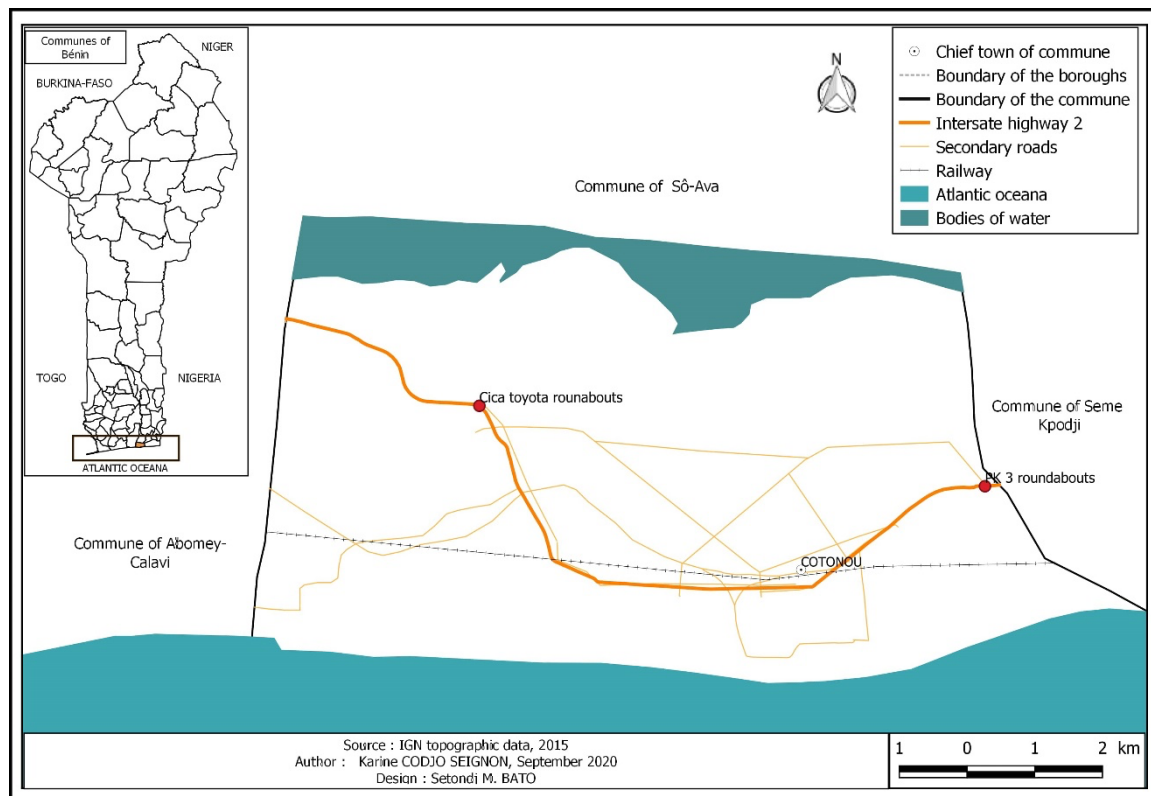 Communes of
Bénin
NIGER
BURKINA-FASO
TOGO
NIGERIA
ATLANTIC OCEANA
N
Chief town of commune
Boundary of the boroughs
Boundary of the commune
Intersate highway 2
Secondary roads
Railway
Atlantic oceana
Bodies of water
Commune of Sô-Ava
Cica toyota rounabouts
Commune of Seme
Kpodji
PK 3 roundabouts
Commune of Abomey-
Calavi
COTONOU
Source : IGN topographic data, 2015
Author : Karine CODJO SEIGNON, September 2020
Design : Setondj M. BATO
1 0 1 2 km